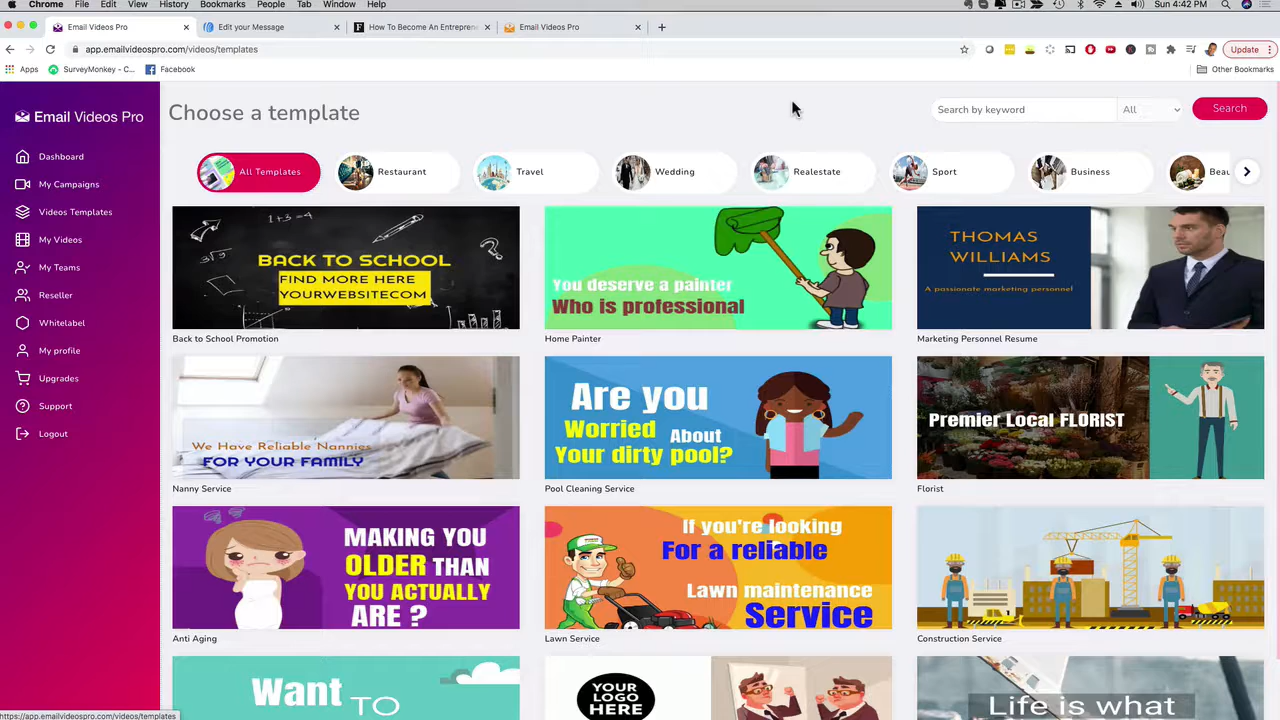 Chrome File Edit View History Bookmarks People Tab Window Help
Sun 4:42 PM
Email Videos Pro
Edit your Message
How To Become An Entrepren
Email Videos Pro
app.emailvideospro.com/videos/templates
Update
Apps
SurveyMonkey - C...
Facebook
Other Bookmarks
Email Videos Pro
Dashboard
My Campaigns
Videos Templates
My Videos
My Teams
Reseller
Whitelabel
My profile
Upgrades
Support
Logout
Choose a template
Search by keyword
All
Search
All Templates
Restaurant
Travel
Wedding
Realestate
Sport
Business
Beau
1+3 =4
?
BACK TO SCHOOL
FIND MORE HERE
YOURWEBSITECOM
Back to School Promotion
You deserve a painter
Who is professional
Home Painter
THOMAS
WILLIAMS
A passionate marketing personnel
Marketing Personnel Resume
We Have Reliable Nannies
FOR YOUR FAMILY
Nanny Service
Are you
Worried About
Your dirty pool?
Pool Cleaning Service
Premier Local FLORIST
Florist
MAKING YOU
OLDER THAN
YOU ACTUALLY
ARE ?
Anti Aging
If you're looking
For a reliable
Lawn maintenance
Service
Lawn Service
Construction Service
Want TO
YOUR
LOGO
HERE
Life is what
https://app.emailvideospro.com/videos/templates